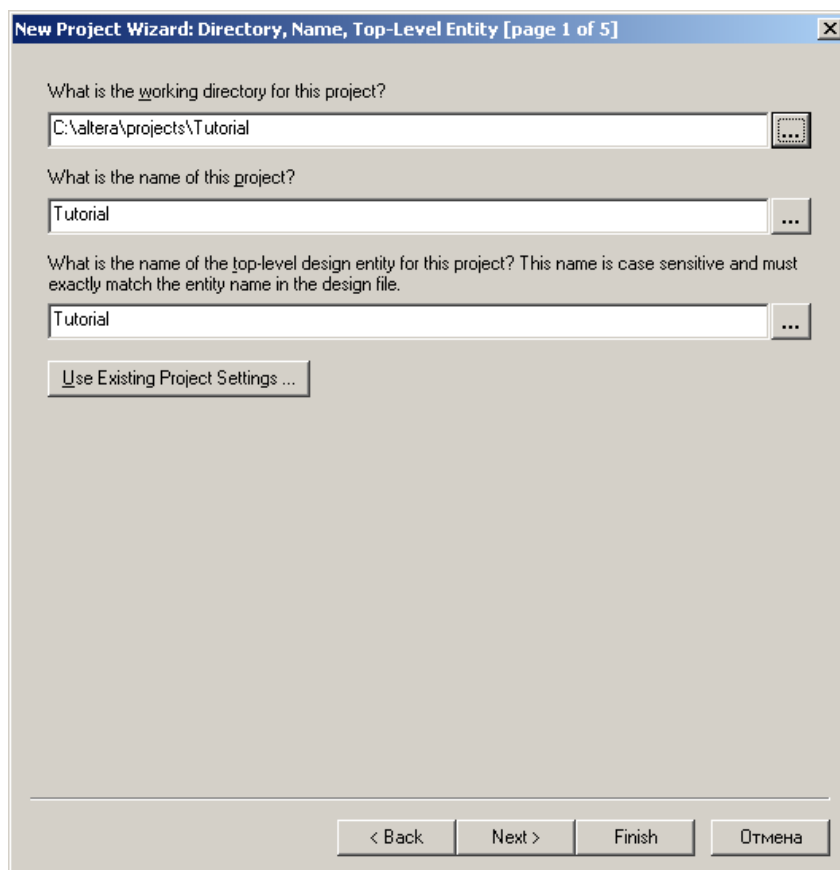 New Project Wizard: Directory, Name, Top-Level Entity [page 1 of 5]
What is the working directory for this project?
C:\altera\projects\Tutorial
...
What is the name of this project?
Tutorial
...
What is the name of the top-level design entity for this project? This name is case sensitive and must
exactly match the entity name in the design file.
Tutorial
...
Use Existing Project Settings ...
< Back
Next >
Finish
Отмена